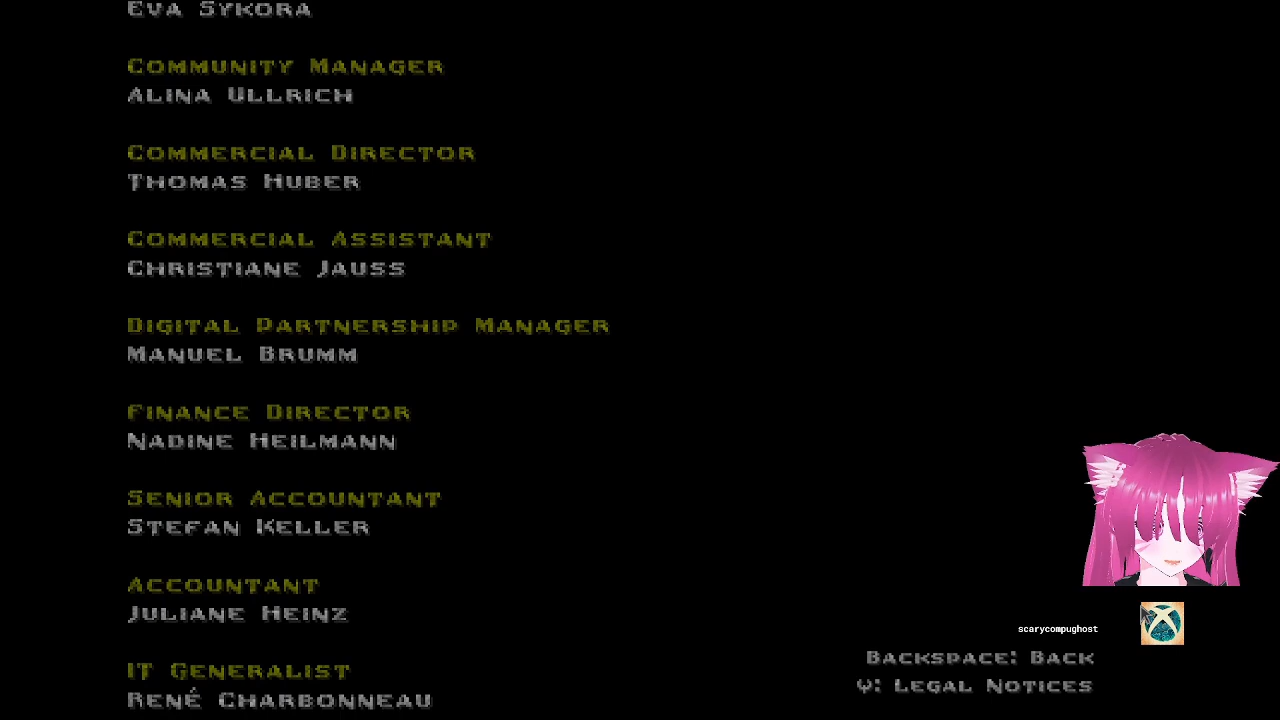 Eva Sykora
Community Manager
Alina Ullrich
Commercial Director
Thomas Huber
Commercial Assistant
Christiane Jauss
Digital Partnership Manager
Manuel Brumm
Finance Director
Nadine Heilmann
Senior Accountant
Stefan Keller
Accountant
Juliane Heinz
IT Generalist
René Charbonneau
scarycompughost
Backspace: Back
Y: Legal Notices